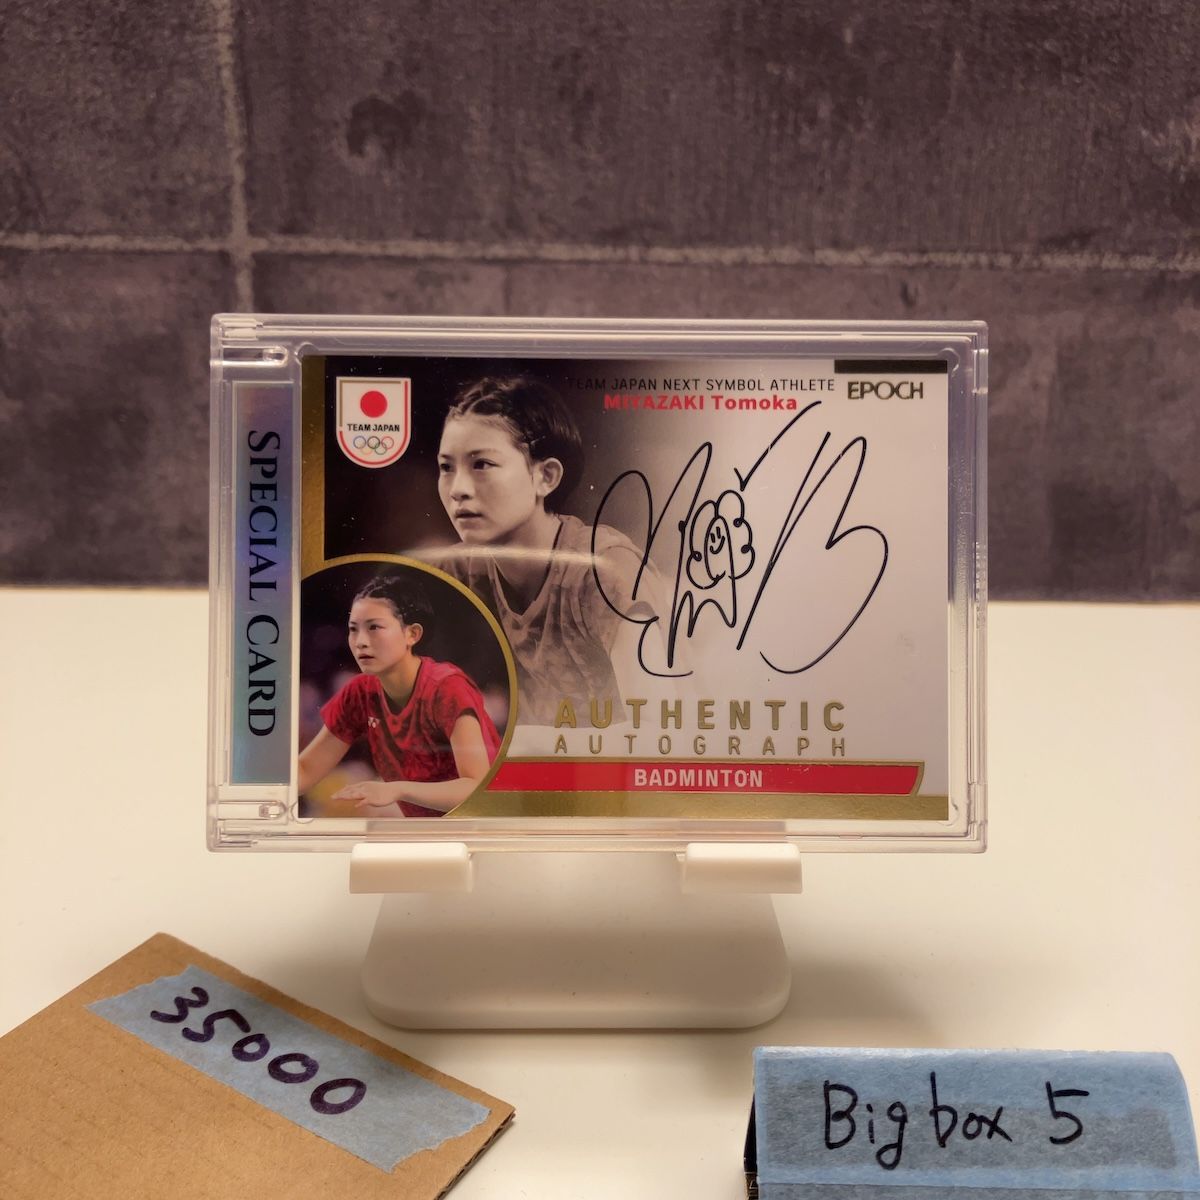 SPECIAL CARD
TEAM JAPAN
TEAM JAPAN NEXT SYMBOL ATHLETE
MIYAZAKI Tomoka
EPOCH
AUTHENTIC
AUTOGRAPH
BADMINTON
35000
Big box 5